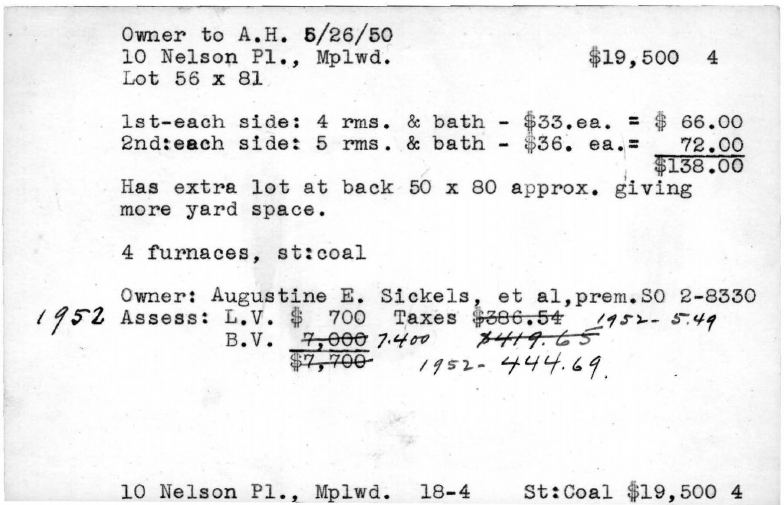 Owner to A.H. 5/26/50
10 Nelson Pl., Mplwd. $19,500 4
Lot 56 x 81
1st-each side: 4 rms. & bath - $33.ea. = $ 66.00
2nd:each side: 5 rms. & bath - $36. ea.= 72.00
$138.00
Has extra lot at back 50 x 80 approx. giving
more yard space.
4 furnaces, st:coal
Owner: Augustine E. Sickels, et al,prem.SO 2-8330
1952 Assess: L.V. $ 700 Taxes $386.54 1952- 5.49
B.V. 7,000 7.400 $419.65
$7,700 1952- 444.69
10 Nelson Pl., Mplwd. 18-4 St:Coal $19,500 4